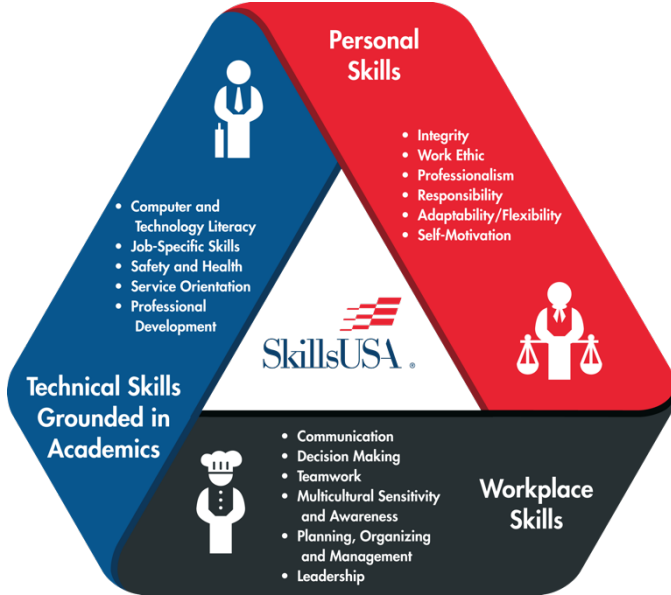 Personal
Skills
• Integrity
• Work Ethic
• Professionalism
• Responsibility
• Adaptability/Flexibility
• Self-Motivation
• Computer and
Technology Literacy
• Job-Specific Skills
• Safety and Health
• Service Orientation
• Professional
Development
Technical Skills
Grounded in
Academics
SkillsUSA ®
• Communication
• Decision Making
• Teamwork
• Multicultural Sensitivity
and Awareness
• Planning, Organizing
and Management
• Leadership
Workplace
Skills